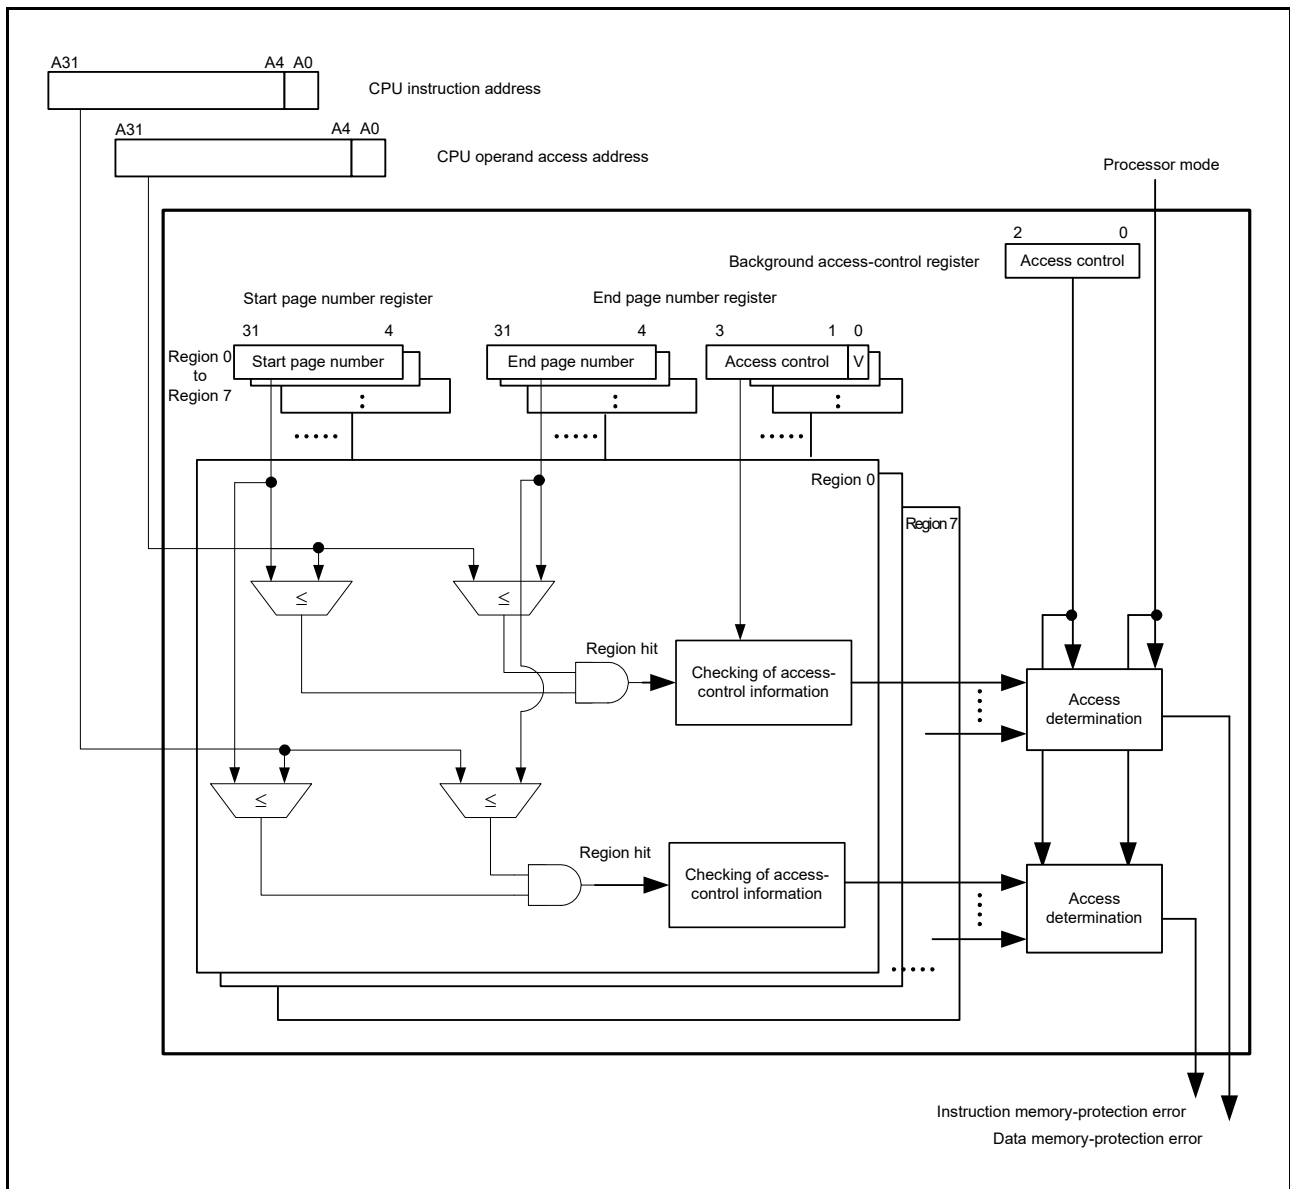 A31 A4 A0
CPU instruction address
A31 A4 A0
CPU operand access address
Processor mode
2 0
Background access-control register
Access control
Start page number register
End page number register
31 4
31 4
3 1 0
Region 0
to
Region 7
Start page number
End page number
Access control V
Region 0
Region 7
≤
≤
Region hit
Checking of access-
control information
Access
determination
≤
≤
Region hit
Checking of access-
control information
Access
determination
Instruction memory-protection error
Data memory-protection error